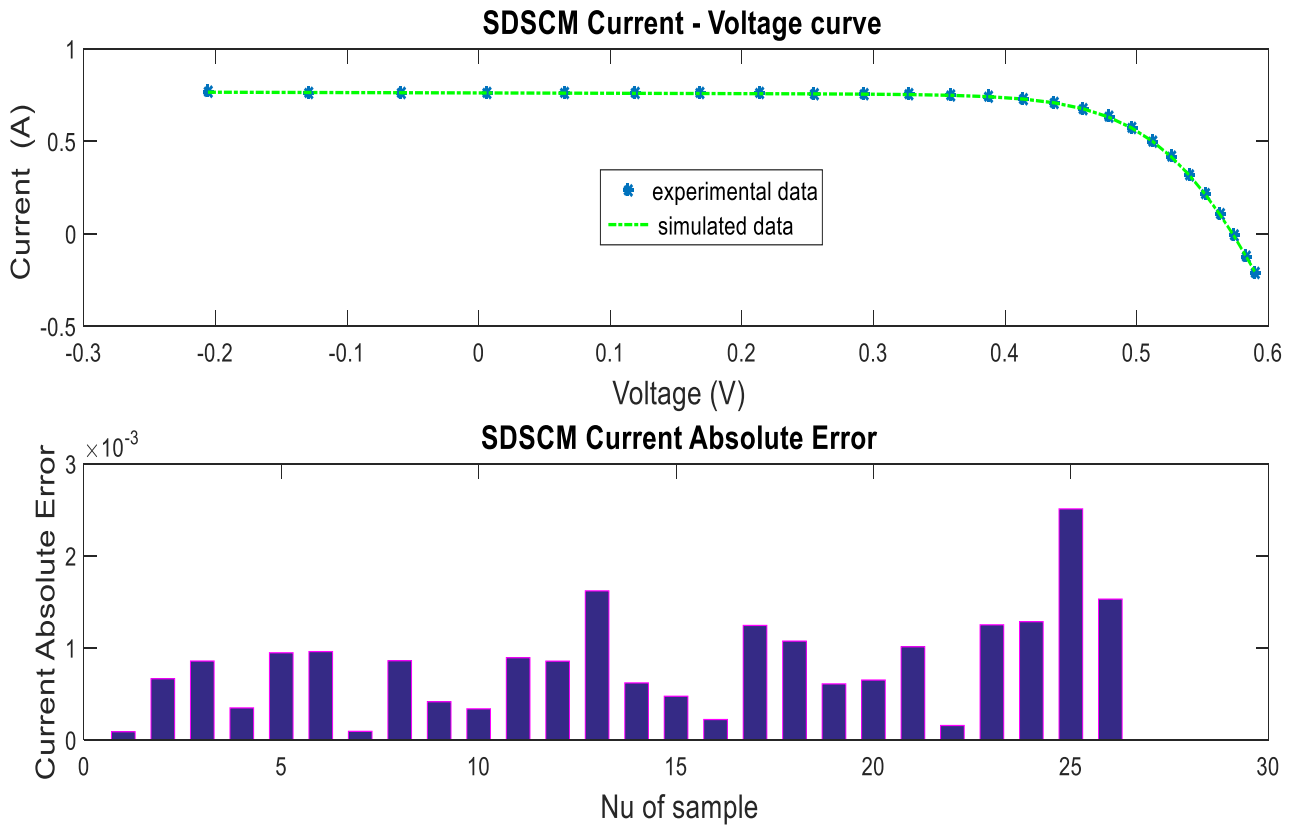 SDSCM Current - Voltage curve
1
0.5
0
-0.5
Current (A)
experimental data
simulated data
-0.3 -0.2 -0.1 0 0.1 0.2 0.3 0.4 0.5 0.6
Voltage (V)
SDSCM Current Absolute Error
×10-3
3
2
1
0
Current Absolute Error
0 5 10 15 20 25 30
Nu of sample